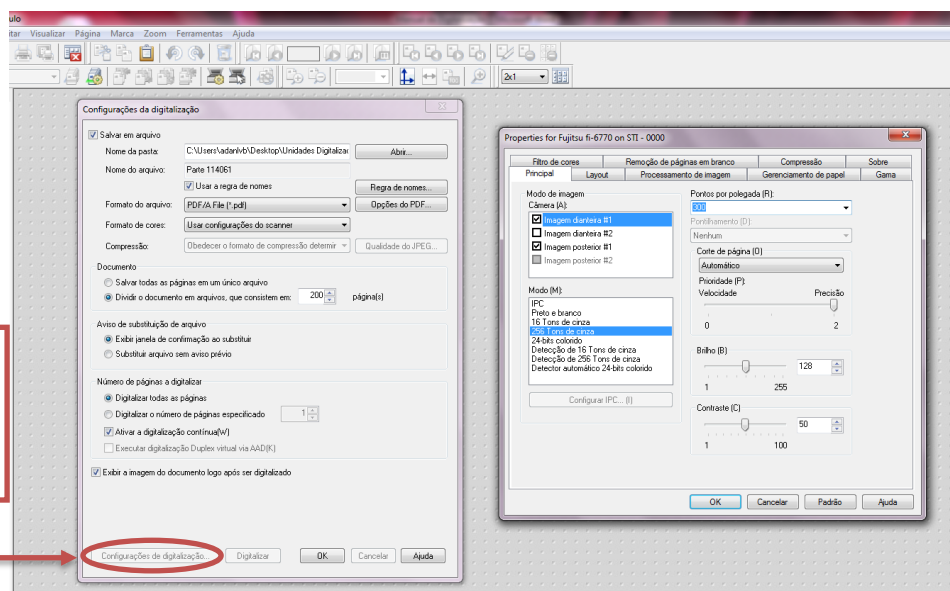 ulo
itar Visualizar Página Marca Zoom Ferramentas Ajuda
2x1
Configurações da digitalização
Salvar em arquivo
Nome da pasta: C:\Users\adanlvb\Desktop\Unidades Digitalizac Abrir...
Nome do arquivo: Parte 114061
Usar a regra de nomes Regra de nomes...
Formato do arquivo: PDF/A File (*.pdf) Opções do PDF...
Formato de cores: Usar configurações do scanner
Compressão: Obedecer o formato de compressão determir Qualidade do JPEG...
Documento
Salvar todas as páginas em um único arquivo
Dividir o documento em arquivos, que consistem em: 200 página(s)
Aviso de substituição de arquivo
Exibir janela de confirmação ao substituir
Substituir arquivo sem aviso prévio
Número de páginas a digitalizar
Digitalizar todas as páginas
Digitalizar o número de páginas especificado 1
Ativar a digitalização contínua(W)
Executar digitalização Duplex virtual via AAD(K)
Exibir a imagem do documento logo após ser digitalizado
Configurações de digitalização... Digitalizar OK Cancelar Ajuda
Properties for Fujitsu fi-6770 on STI - 0000
Filtro de cores Remoção de páginas em branco Compressão Sobre
Principal Layout Processamento de imagem Gerenciamento de papel Gama
Modo de imagem
Câmera (A):
Imagem dianteira #1
Imagem dianteira #2
Imagem posterior #1
Imagem posterior #2
Modo (M):
IPC
Preto e branco
16 Tons de cinza
256 Tons de cinza
24-bits colorido
Detecção de 16 Tons de cinza
Detecção de 256 Tons de cinza
Detector automático 24-bits colorido
Configurar IPC... (I)
Pontos por polegada (R):
300
Pontilhamento (D):
Nenhum
Corte de página (O)
Automático
Prioridade (P):
Velocidade Precisão
0 2
Brilho (B)
128
1 255
Contraste (C)
50
1 100
OK Cancelar Padrão Ajuda